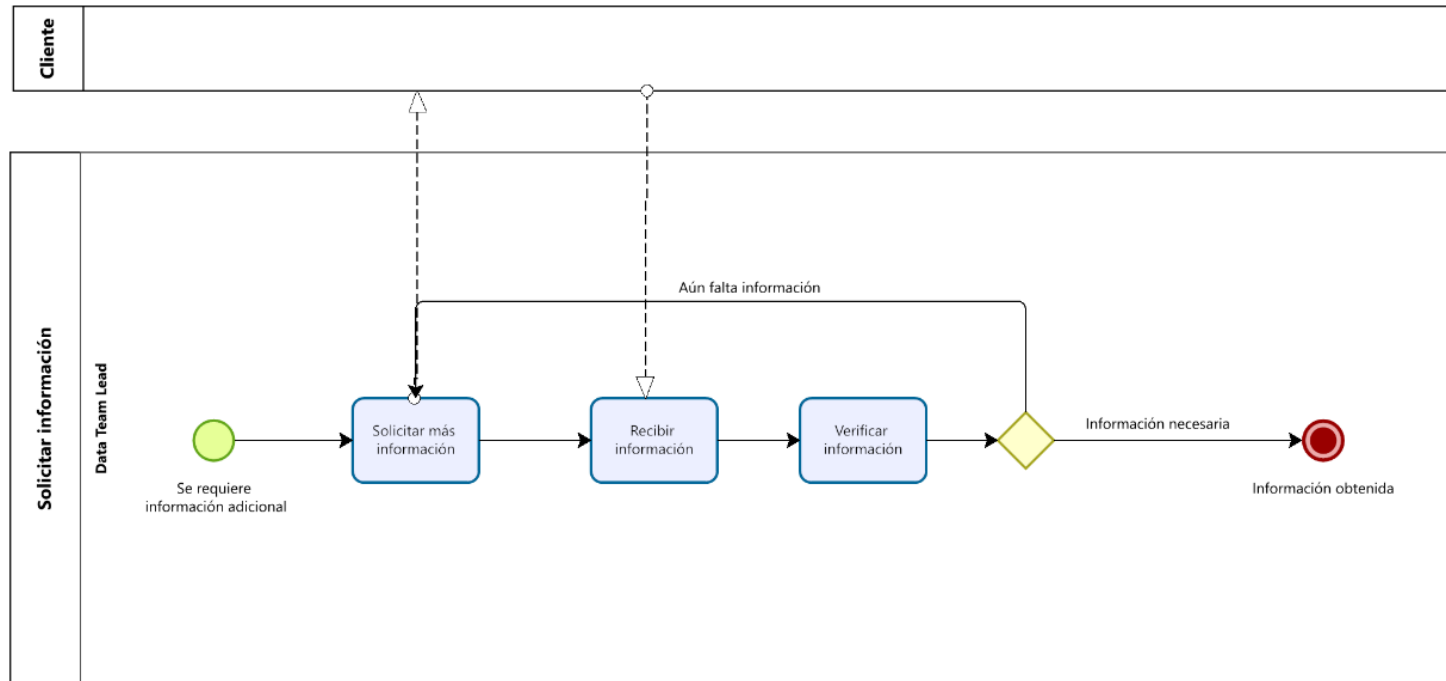 Cliente
Solicitar información
Data Team Lead
Aún falta información
Solicitar más
información
Recibir
información
Verificar
información
Información necesaria
Se requiere
información adicional
Información obtenida